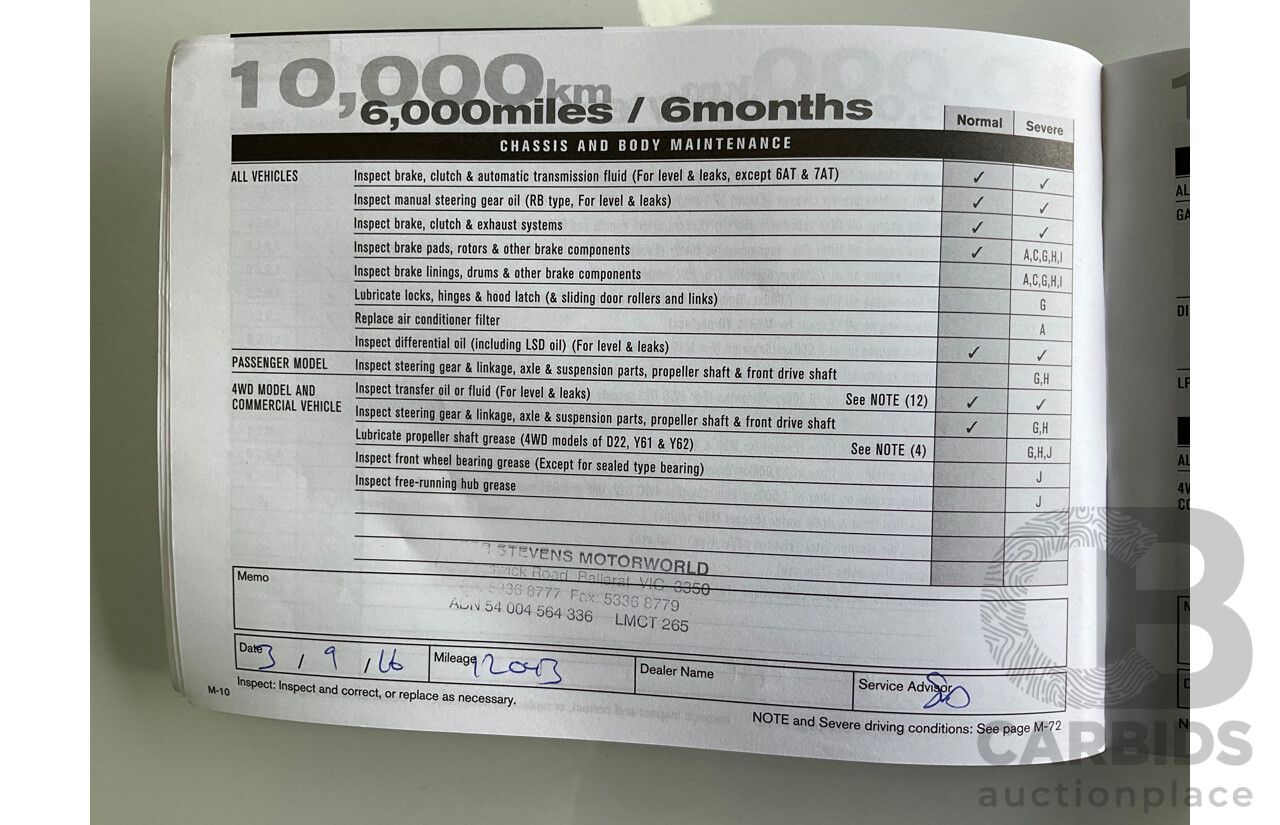 10,000km
6,000miles / 6months
Normal Severe
CHASSIS AND BODY MAINTENANCE
ALL VEHICLES Inspect brake, clutch & automatic transmission fluid (For level & leaks, except 6AT & 7AT) ✓ ✓
Inspect manual steering gear oil (RB type, For level & leaks) ✓ ✓
Inspect brake, clutch & exhaust systems ✓ ✓
Inspect brake pads, rotors & other brake components ✓ A,C,G,H,I
Inspect brake linings, drums & other brake components A,C,G,H,I
Lubricate locks, hinges & hood latch (& sliding door rollers and links) G
Replace air conditioner filter A
Inspect differential oil (including LSD oil) (For level & leaks) ✓ ✓
PASSENGER MODEL Inspect steering gear & linkage, axle & suspension parts, propeller shaft & front drive shaft G,H
4WD MODEL AND Inspect transfer oil or fluid (For level & leaks) See NOTE (12) ✓ ✓
COMMERCIAL VEHICLE Inspect steering gear & linkage, axle & suspension parts, propeller shaft & front drive shaft ✓ G,H
Lubricate propeller shaft grease (4WD models of D22, Y61 & Y62) See NOTE (4) G,H,J
Inspect front wheel bearing grease (Except for sealed type bearing) J
Inspect free-running hub grease J
STEVENS MOTORWORLD
Road, Ballarat, VIC. 3350
5336 8777 Fax: 5336 8779
ABN 54 004 564 336 LMCT 265
Memo
Date 3 / 9 / 16 Mileage Dealer Name Service Advisor
M-10 Inspect: Inspect and correct, or replace as necessary.
NOTE and Severe driving conditions: See page M-72
CB
CARBIDS
auctionplace